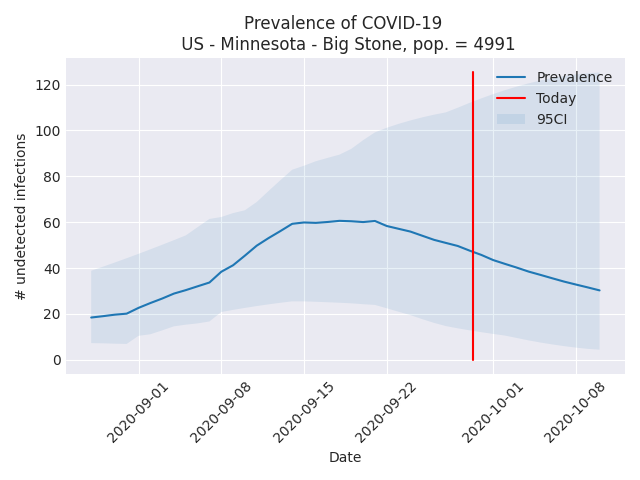 Prevalence of COVID-19
US - Minnesota - Big Stone, pop. = 4991
Prevalence
Today
95CI
# undetected infections
120
100
80
60
40
20
0
2020-09-01
2020-09-08
2020-09-15
2020-09-22
2020-10-01
2020-10-08
Date